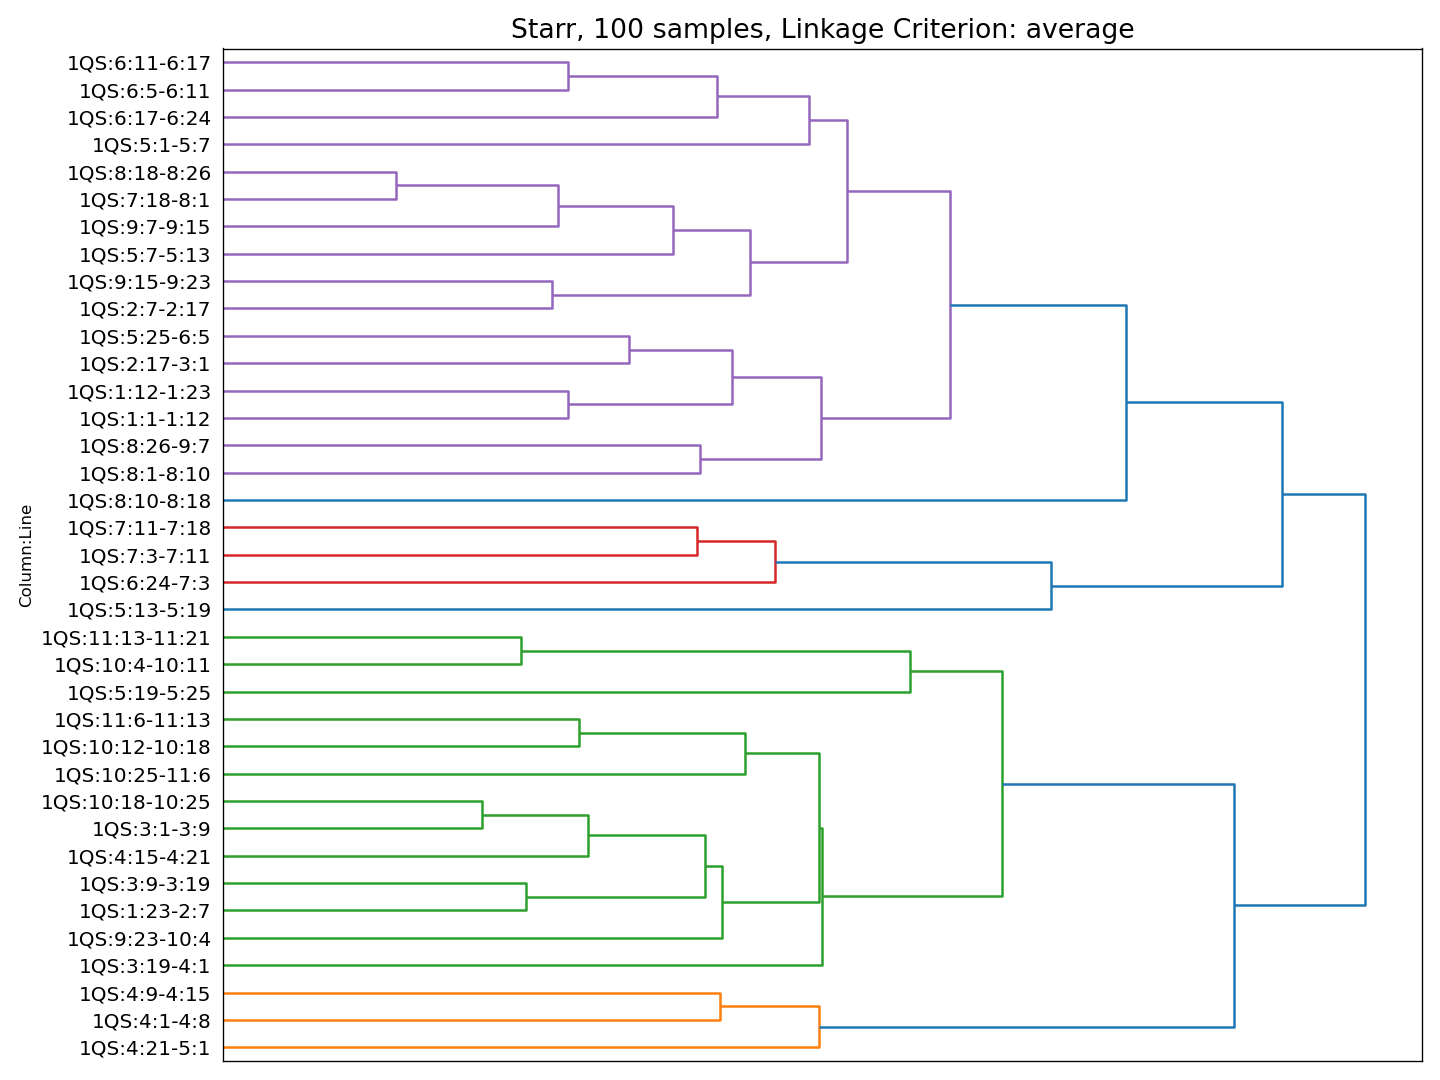 Starr, 100 samples, Linkage Criterion: average
1QS:6:11-6:17
1QS:6:5-6:11
1QS:6:17-6:24
1QS:5:1-5:7
1QS:8:18-8:26
1QS:7:18-8:1
1QS:9:7-9:15
1QS:5:7-5:13
1QS:9:15-9:23
1QS:2:7-2:17
1QS:5:25-6:5
1QS:2:17-3:1
1QS:1:12-1:23
1QS:1:1-1:12
1QS:8:26-9:7
1QS:8:1-8:10
1QS:8:10-8:18
1QS:7:11-7:18
1QS:7:3-7:11
1QS:6:24-7:3
1QS:5:13-5:19
1QS:11:13-11:21
1QS:10:4-10:11
1QS:5:19-5:25
1QS:11:6-11:13
1QS:10:12-10:18
1QS:10:25-11:6
1QS:10:18-10:25
1QS:3:1-3:9
1QS:4:15-4:21
1QS:3:9-3:19
1QS:1:23-2:7
1QS:9:23-10:4
1QS:3:19-4:1
1QS:4:9-4:15
1QS:4:1-4:8
1QS:4:21-5:1
Column:Line